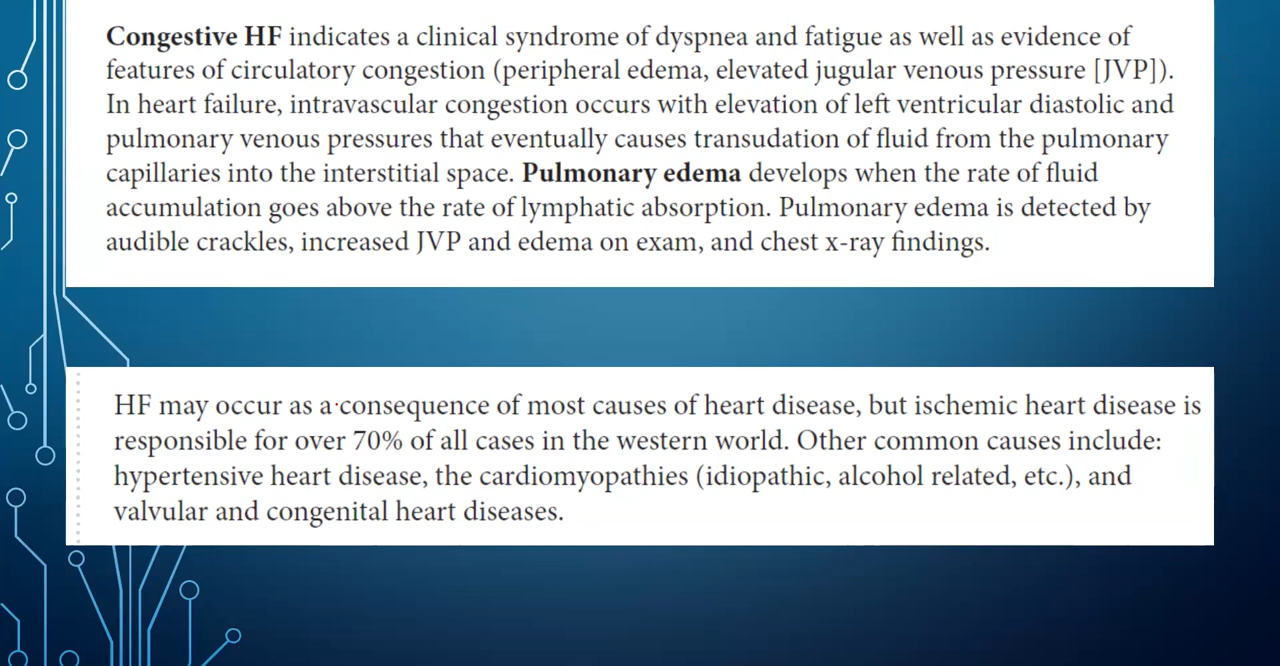 Congestive HF indicates a clinical syndrome of dyspnea and fatigue as well as evidence of
features of circulatory congestion (peripheral edema, elevated jugular venous pressure [JVP]).
In heart failure, intravascular congestion occurs with elevation of left ventricular diastolic and
pulmonary venous pressures that eventually causes transudation of fluid from the pulmonary
capillaries into the interstitial space. Pulmonary edema develops when the rate of fluid
accumulation goes above the rate of lymphatic absorption. Pulmonary edema is detected by
audible crackles, increased JVP and edema on exam, and chest x-ray findings.
HF may occur as a consequence of most causes of heart disease, but ischemic heart disease is
responsible for over 70% of all cases in the western world. Other common causes include:
hypertensive heart disease, the cardiomyopathies (idiopathic, alcohol related, etc.), and
valvular and congenital heart diseases.